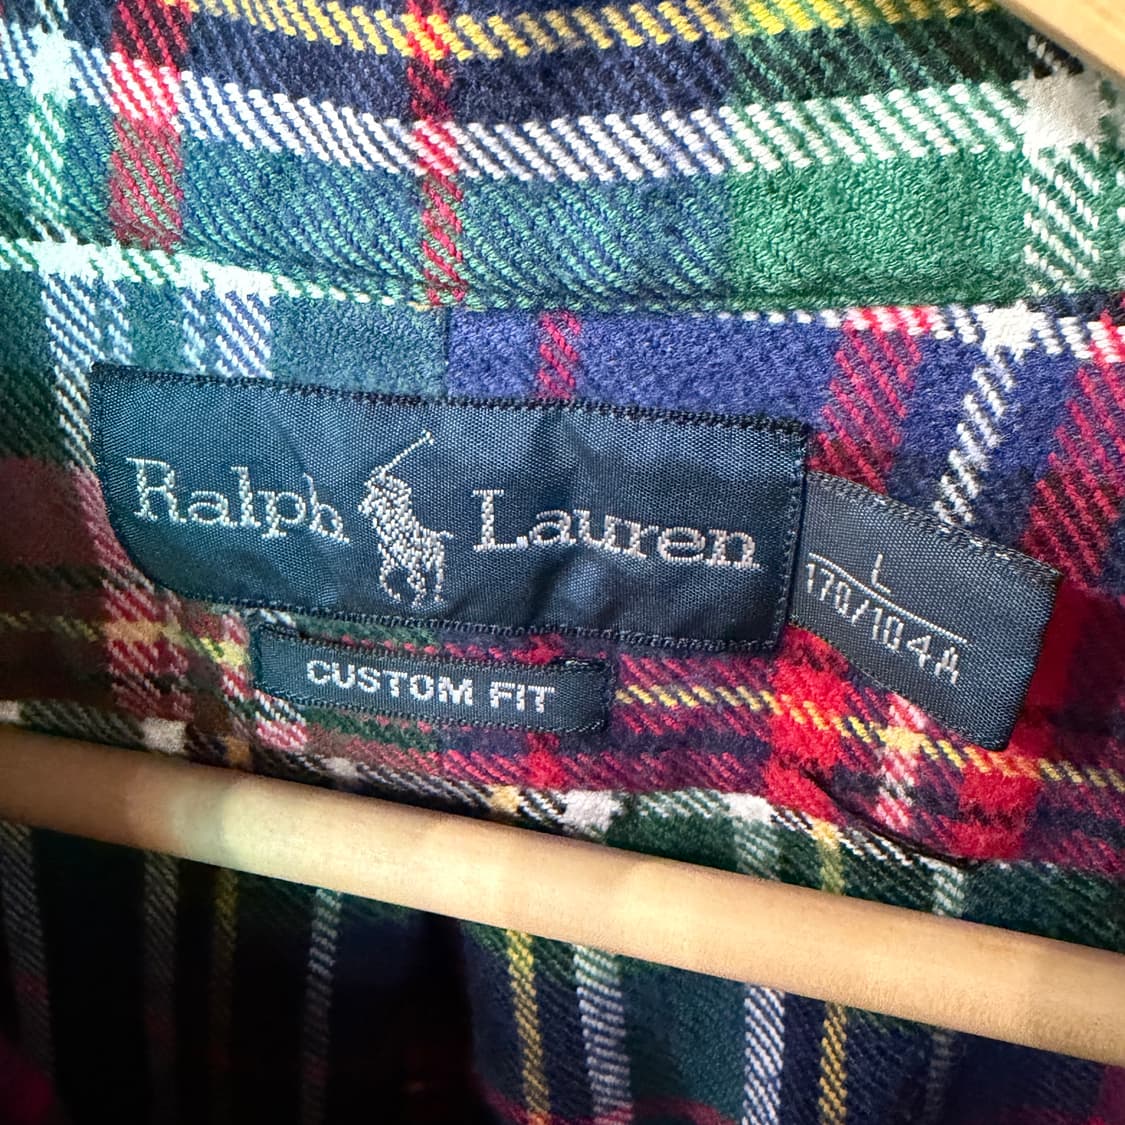 Ralph Lauren
L
170/104A
CUSTOM FIT